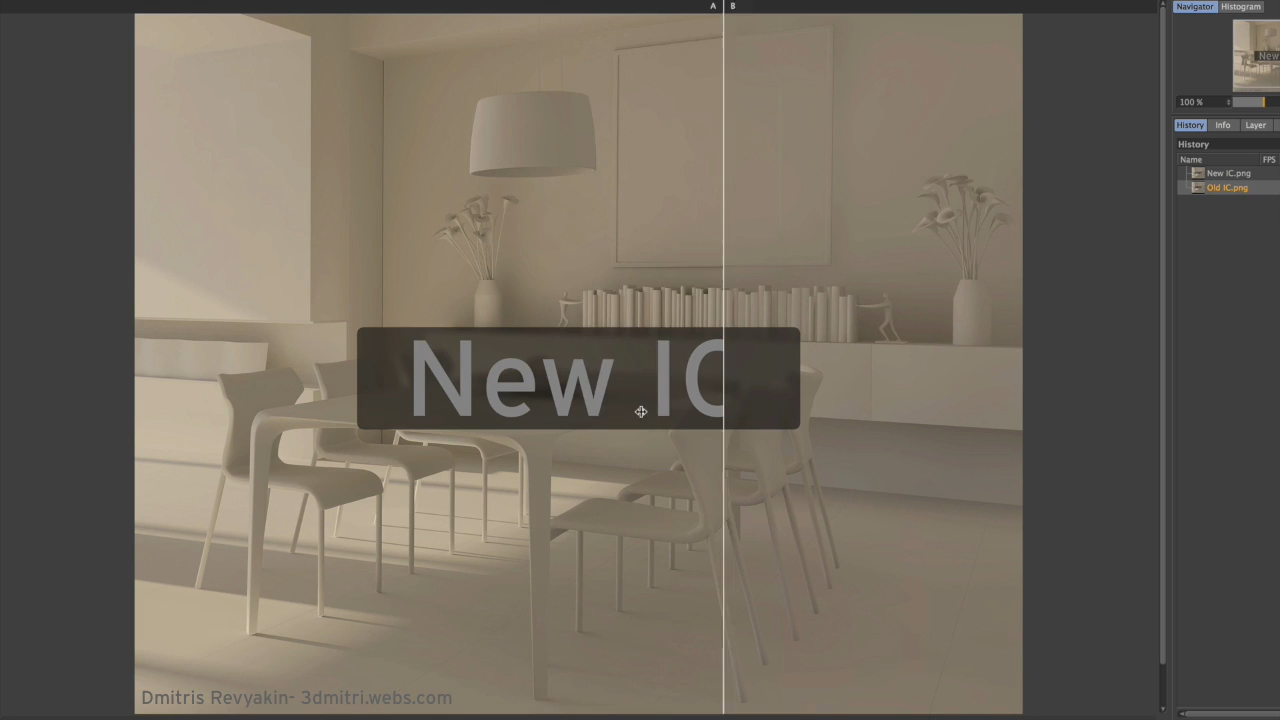 A B
Navigator Histogram
New
100 %
History Info Layer
History
Name FPS
New IC.png
Old IC.png
New IC
Dmitris Revyakin- 3dmitri.webs.com